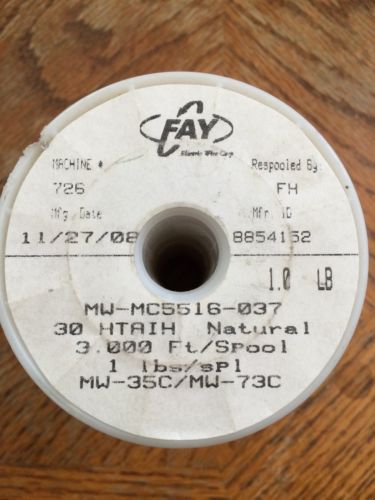 FAY
Electric Wire Corp.
MACHINE # Respooled By:
726 FH
Mfg. Date Mfr. ID
11/27/08 8854152
1.0 LB
MW-MC5516-037
30 HTAIH Natural
3.000 Ft/Spool
1 lbs/spl
MW-35C/MW-73C